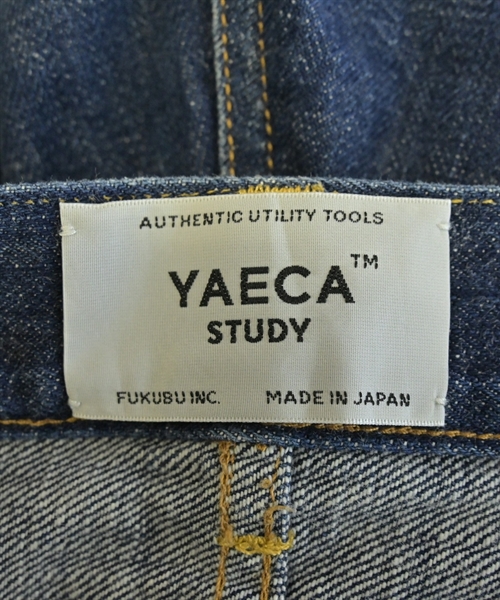 AUTHENTIC UTILITY TOOLS
YAECA™
STUDY
FUKUBU INC. MADE IN JAPAN